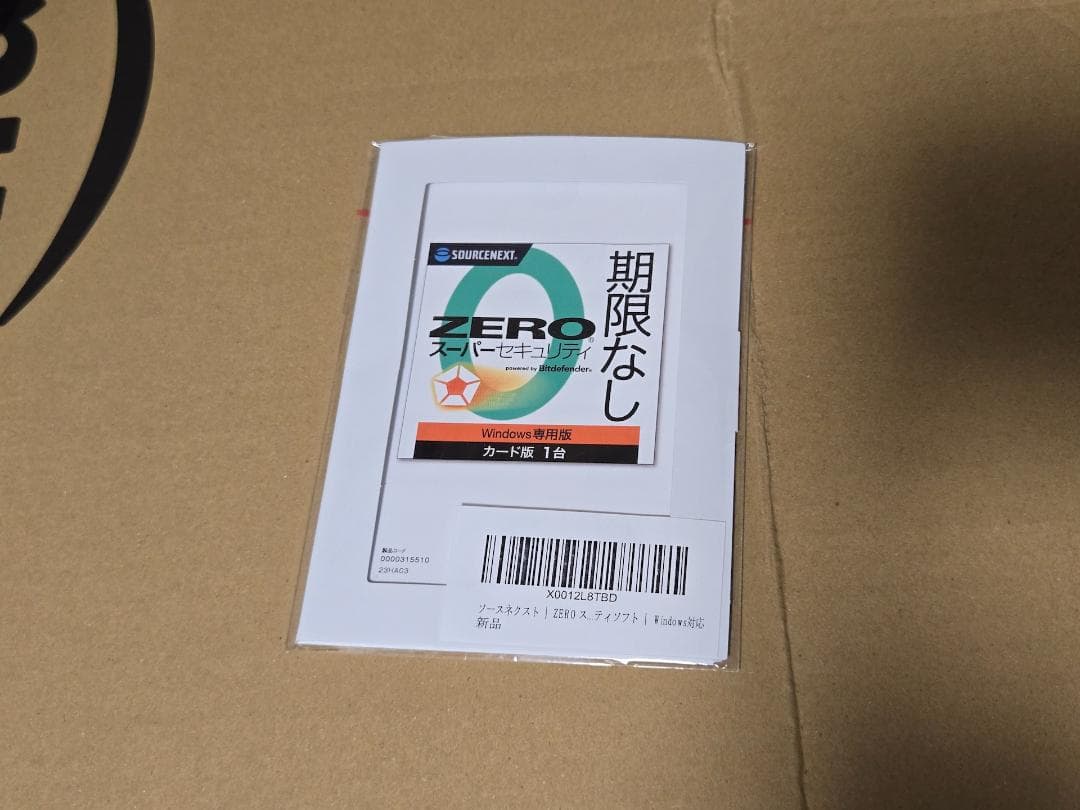 SOURCENEXT®
期限なし
ZERO®
スーパーセキュリティ
powered by Bitdefender®
Windows専用版
カード版 1台
製品コード
0000315510
23HA03
X0012L8TBD
ソースネクスト | ZERO ス...ティソフト | Windows対応
新品